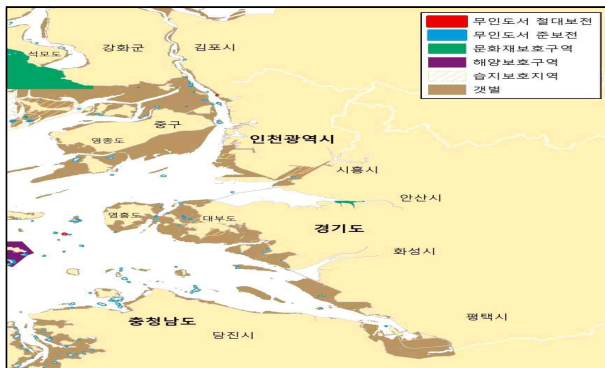 무인도서 절대보전
무인도서 준보전
문화재보호구역
해양보호구역
습지보호지역
갯벌
강화군
김포시
석모도
중구
영종도
인천광역시
시흥시
안산시
영흥도
대부도
경기도
화성시
충청남도
당진시
평택시